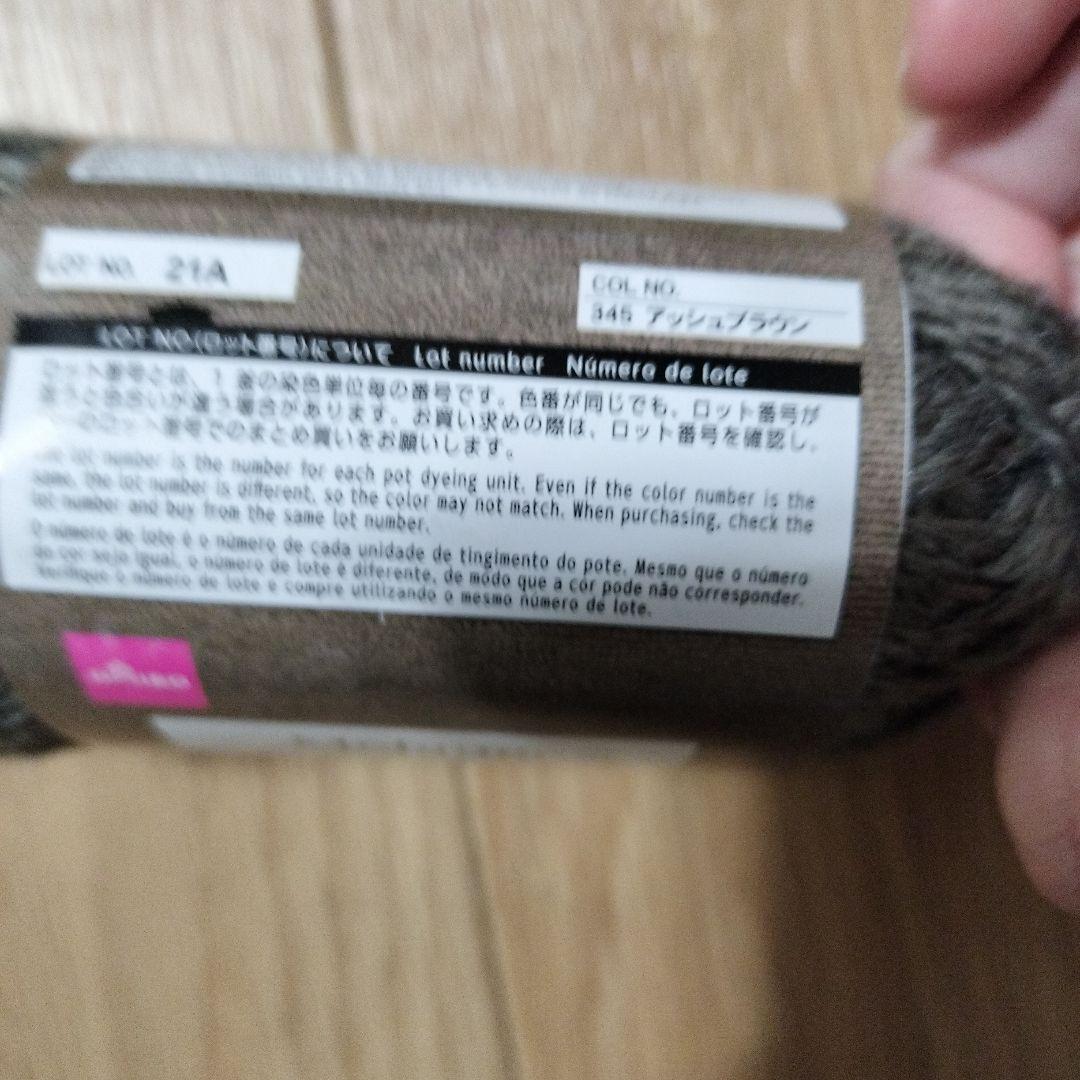 LOT NO. 21A
COL NO.
345 アッシュブラウン
LOT NO(ロット番号)について Lot number Número de lote
ロット番号とは、1 釜の染色単位毎の番号です。色番が同じでも、ロット番号が
違うと色合いが違う場合があります。お買い求めの際は、ロット番号を確認し、
ロット番号でのまとめ買いをお願いします。
The lot number is the number for each pot dyeing unit. Even if the color number is the
same, the lot number is different, so the color may not match. When purchasing, check the
lot number and buy from the same lot number.
O número de lote é o número de cada unidade de tingimento do pote. Mesmo que o número
da cor seja igual, o número de lote é diferente, de modo que a cor pode não corresponder.
Verifique o número de lote e compre utilizando o mesmo número de lote.
DAISO